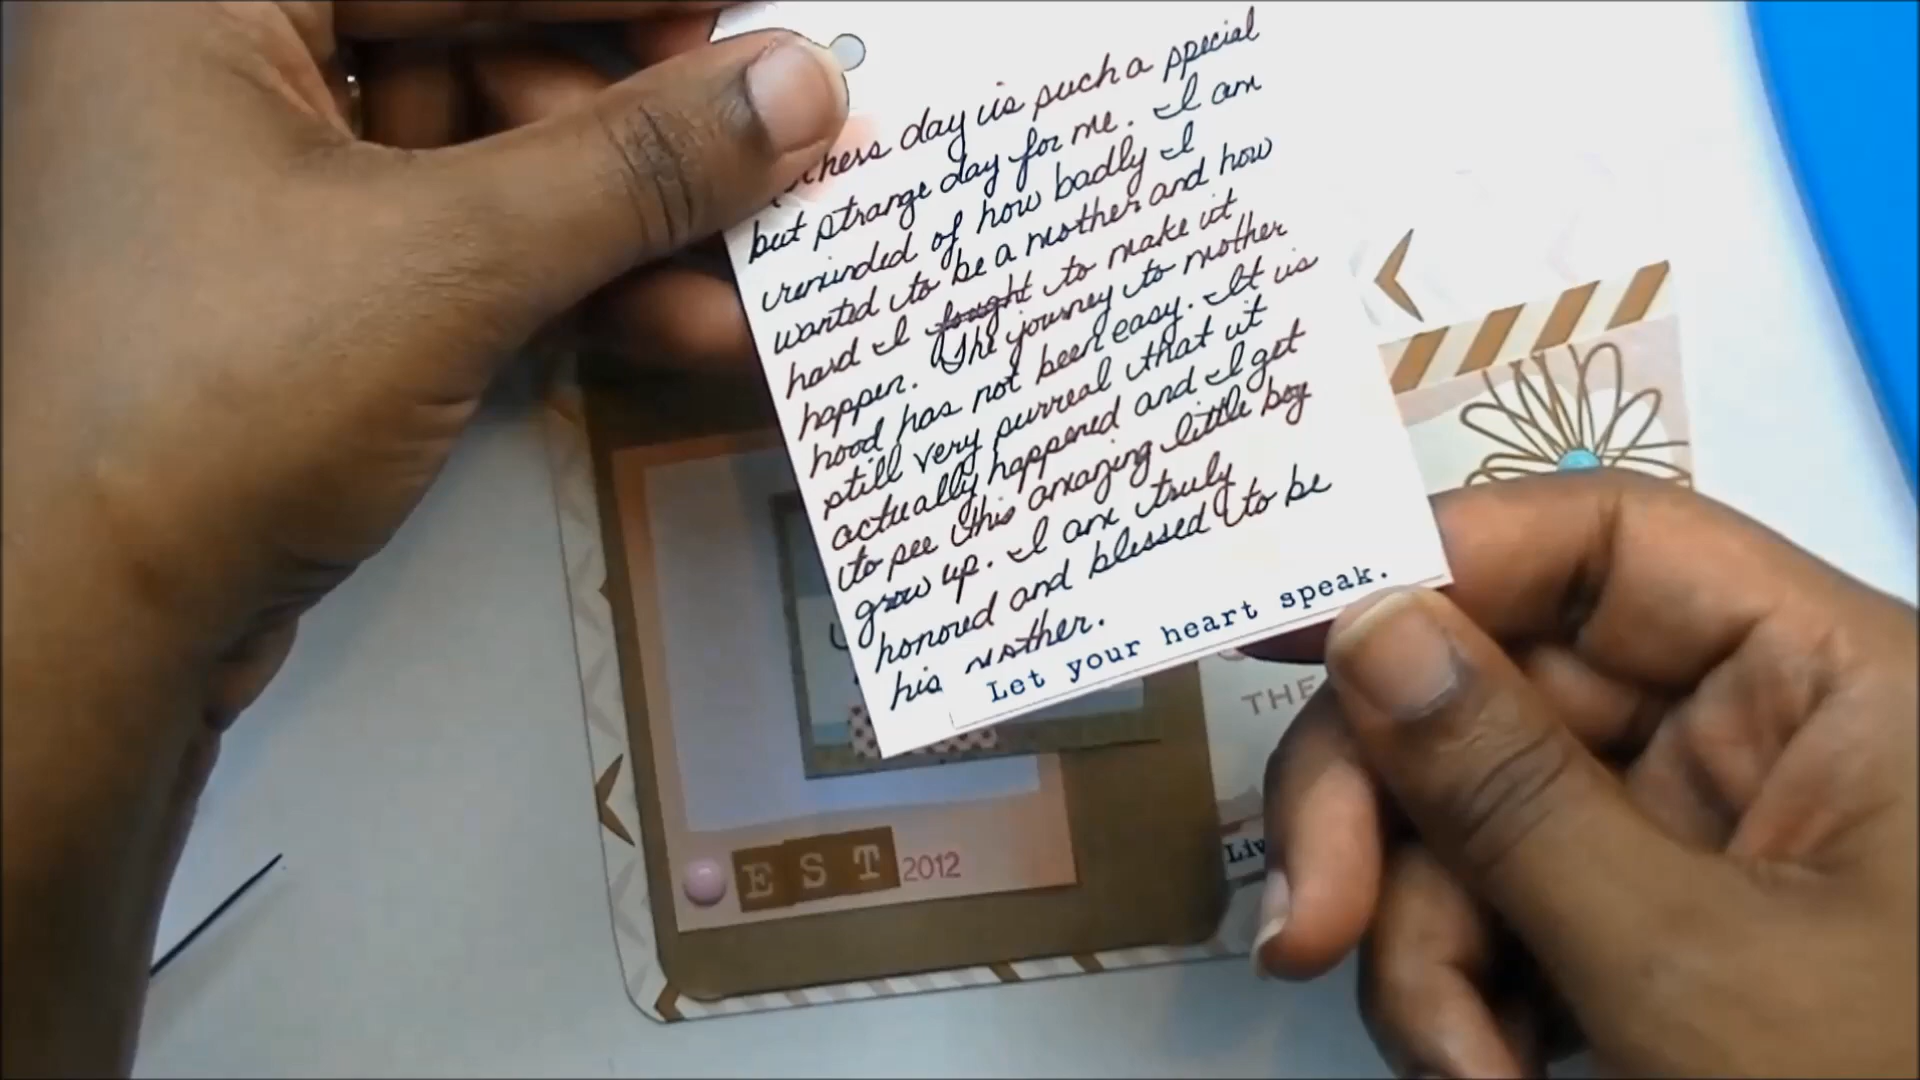 day is such a special
but strange day for me. I am
reminded of how badly I
wanted to be a mother and how
hard I fought to make it
happen. The journey to mother
hood has not been easy. It is
still very surreal that it
actually happened and I get
to see this amazing little boy
grow up. I am truly
honored and blessed to be
his mother.
Let your heart speak.
THE
EST 2012